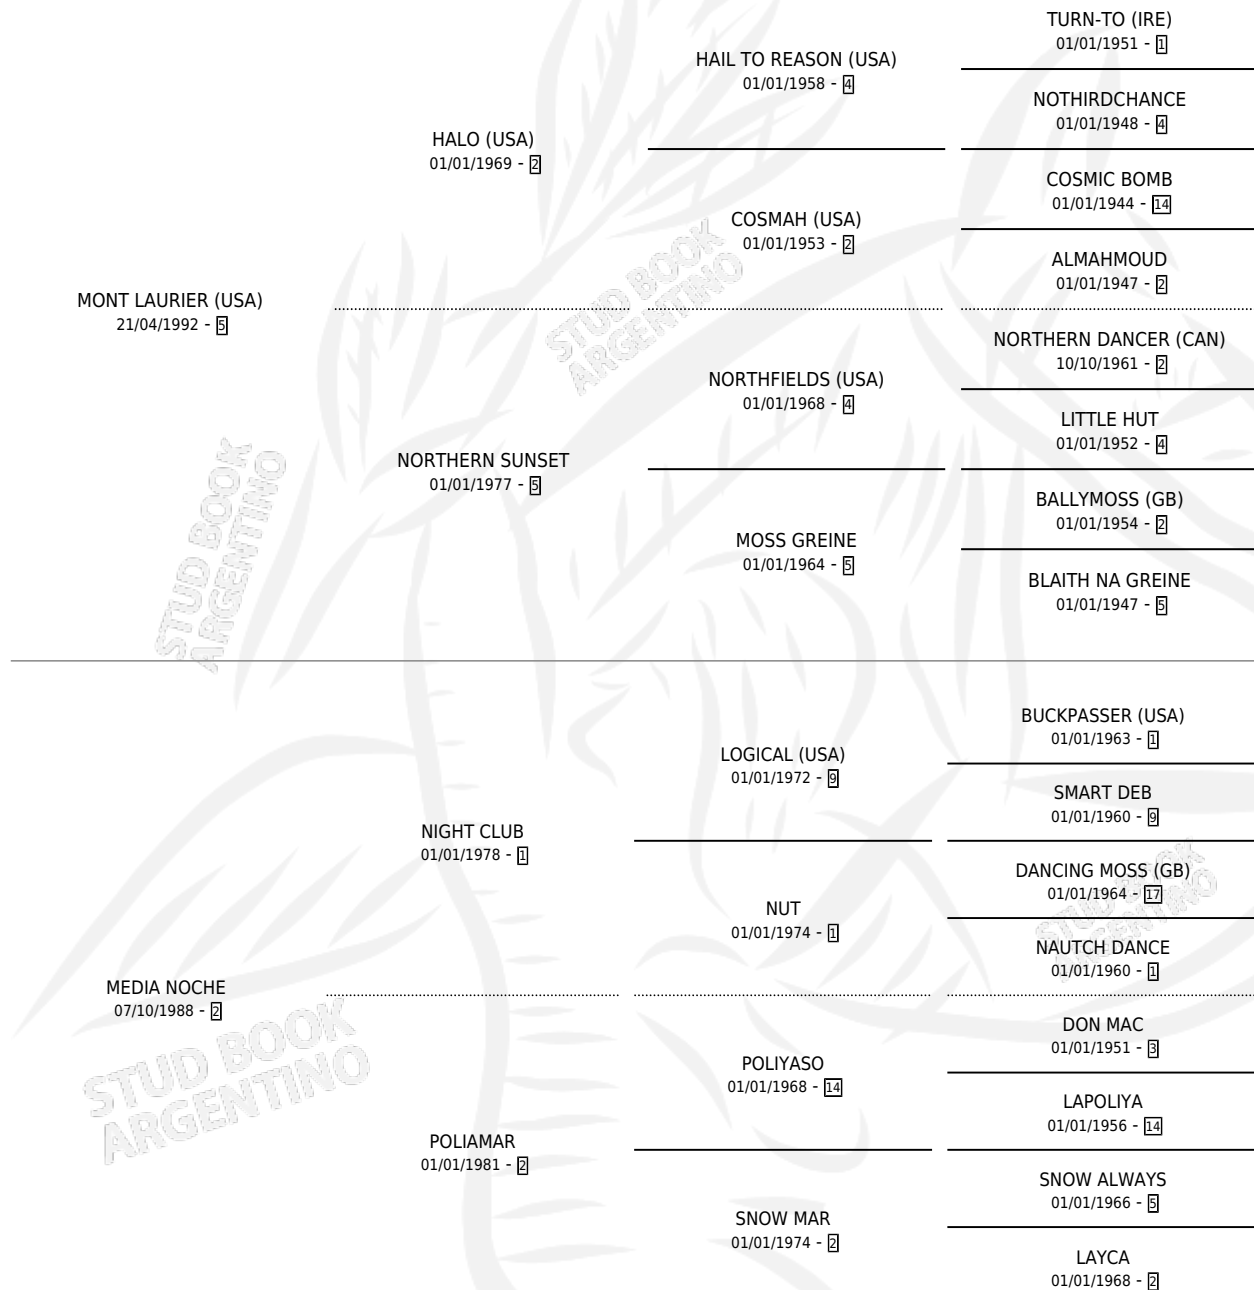 TURN-TO (IRE)
01/01/1951 - 1
HAIL TO REASON (USA)
01/01/1958 - 4
NOTHIRDCHANCE
01/01/1948 - 4
HALO (USA)
01/01/1969 - 2
COSMIC BOMB
01/01/1944 - 14
COSMAH (USA)
01/01/1953 - 2
ALMAHMOUD
01/01/1947 - 2
MONT LAURIER (USA)
21/04/1992 - 5
NORTHERN DANCER (CAN)
10/10/1961 - 2
NORTHFIELDS (USA)
01/01/1968 - 4
LITTLE HUT
01/01/1952 - 4
NORTHERN SUNSET
01/01/1977 - 5
BALLYMOSS (GB)
01/01/1954 - 2
MOSS GREINE
01/01/1964 - 5
BLAITH NA GREINE
01/01/1947 - 5
BUCKPASSER (USA)
01/01/1963 - 1
LOGICAL (USA)
01/01/1972 - 9
SMART DEB
01/01/1960 - 9
NIGHT CLUB
01/01/1978 - 1
DANCING MOSS (GB)
01/01/1964 - 17
NUT
01/01/1974 - 1
NAUTCH DANCE
01/01/1960 - 1
MEDIA NOCHE
07/10/1988 - 2
DON MAC
01/01/1951 - 3
POLIYASO
01/01/1968 - 14
LAPOLIYA
01/01/1956 - 14
POLIAMAR
01/01/1981 - 2
SNOW ALWAYS
01/01/1966 - 5
SNOW MAR
01/01/1974 - 2
LAYCA
01/01/1968 - 2
STUD BOOK
ARGENTINO
STUD BOOK
ARGENTINO
STUD BOOK
ARGENTINO
STUD BOOK
ARGENTINO